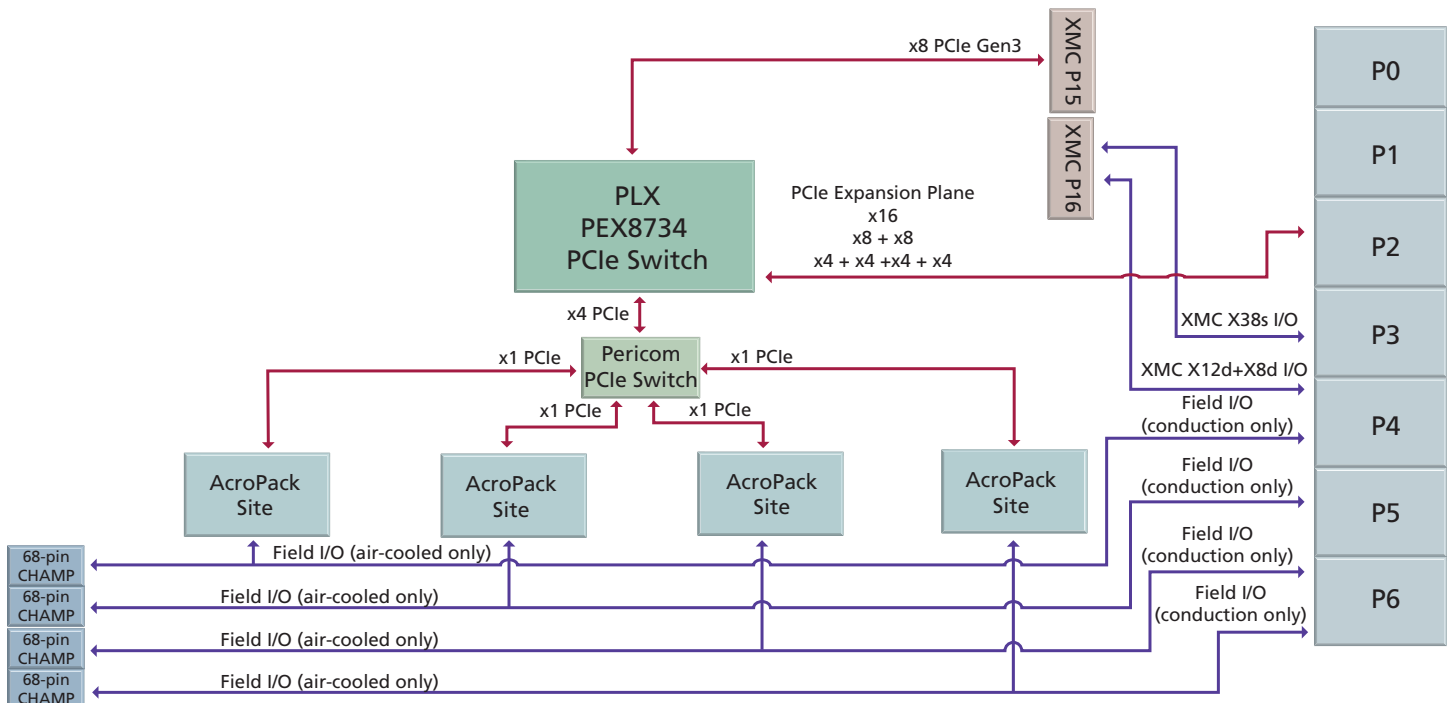 x8 PCIe Gen3
XMC P15
XMC P16
P0
P1
P2
P3
P4
P5
P6
PLX
PEX8734
PCIe Switch
PCIe Expansion Plane
x16
x8 + x8
x4 + x4 +x4 + x4
x4 PCIe
Pericom
PCIe Switch
x1 PCIe
x1 PCIe
x1 PCIe
x1 PCIe
XMC X38s I/O
XMC X12d+X8d I/O
Field I/O
(conduction only)
Field I/O
(conduction only)
Field I/O
(conduction only)
Field I/O
(conduction only)
AcroPack
Site
AcroPack
Site
AcroPack
Site
AcroPack
Site
68-pin
CHAMP
68-pin
CHAMP
68-pin
CHAMP
68-pin
CHAMP
Field I/O (air-cooled only)
Field I/O (air-cooled only)
Field I/O (air-cooled only)
Field I/O (air-cooled only)